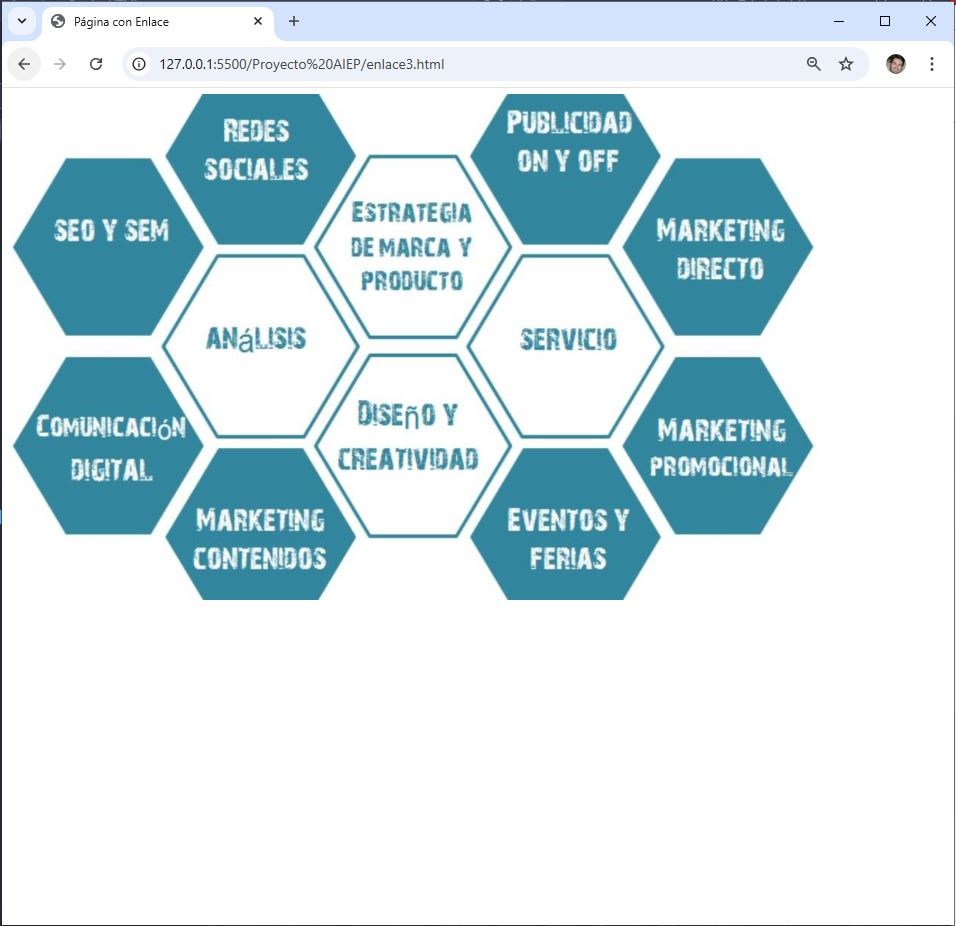 Página con Enlace
127.0.0.1:5500/Proyecto%20AIEP/enlace3.html
REDES
SOCIALES
PUBLICIDAD
ON Y OFF
SEO Y SEM
ESTRATEGIA
DE MARCA Y
PRODUCTO
MARKETING
DIRECTO
ANáLISIS
SERVICIO
COMUNICACIóN
DIGITAL
DISEñO Y
CREATIVIDAD
MARKETING
PROMOCIONAL
MARKETING
CONTENIDOS
EVENTOS Y
FERIAS